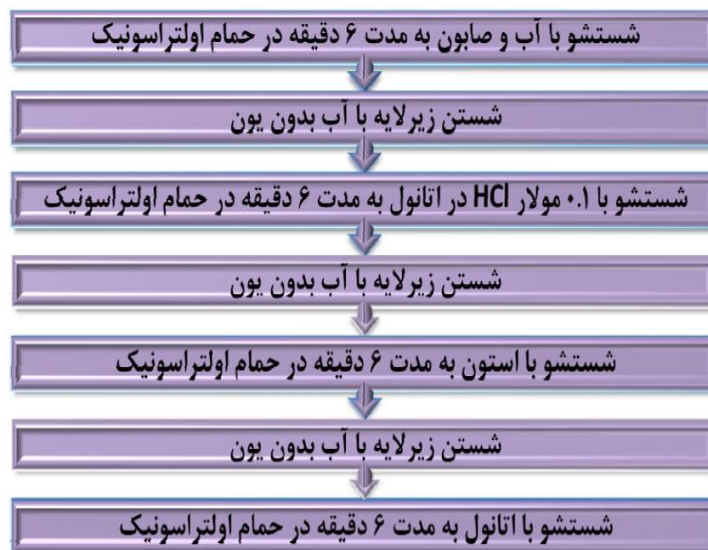 شستشو با آب و صابون به مدت ۶ دقیقه در حمام اولتراسونیک
شستن زیرلایه با آب بدون یون
شستشو با ۰.۱ مولار HCl در اتانول به مدت ۶ دقیقه در حمام اولتراسونیک
شستن زیرلایه با آب بدون یون
شستشو با استون به مدت ۶ دقیقه در حمام اولتراسونیک
شستن زیرلایه با آب بدون یون
شستشو با اتانول به مدت ۶ دقیقه در حمام اولتراسونیک